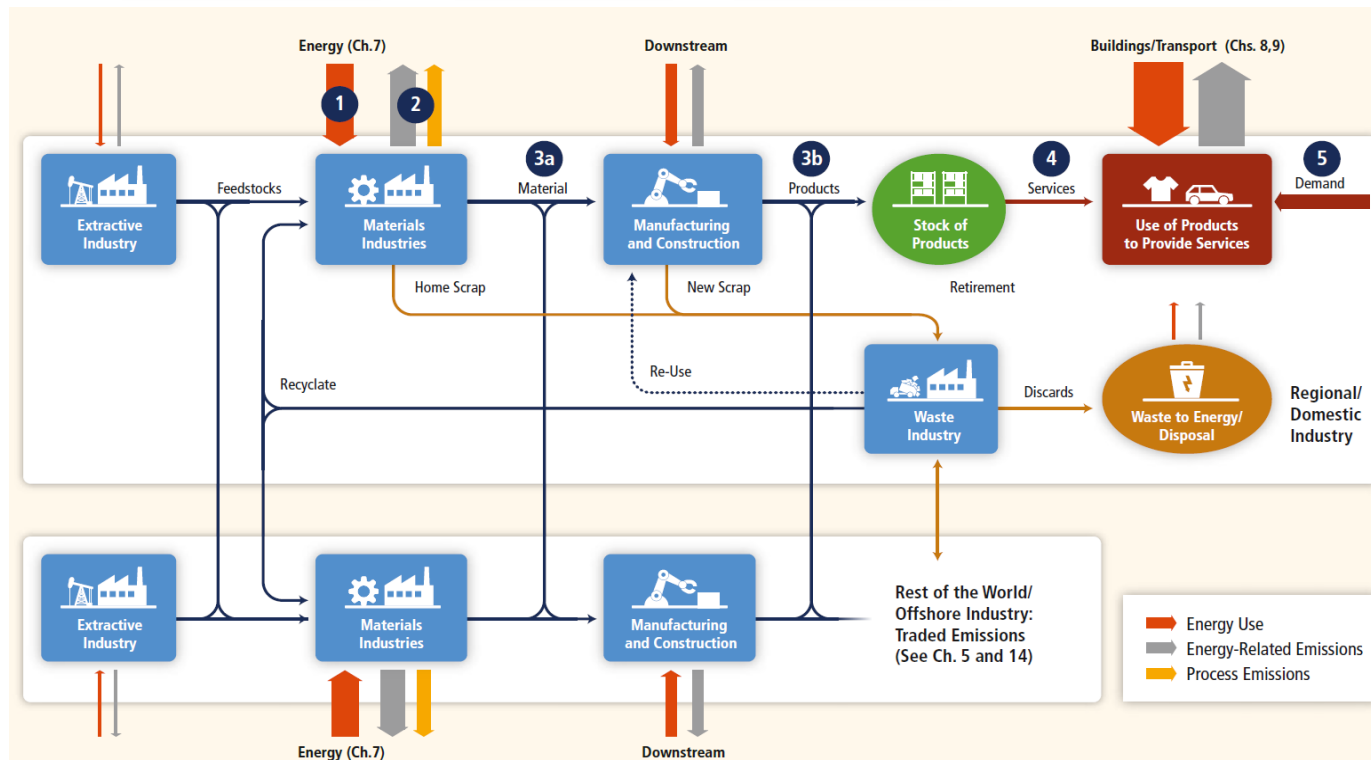 Energy (Ch.7)
Downstream
Buildings/Transport (Chs. 8,9)
1
2
3a
3b
4
5
Feedstocks
Material
Products
Services
Demand
Extractive
Industry
Materials
Industries
Manufacturing
and Construction
Stock of
Products
Use of Products
to Provide Services
Home Scrap
New Scrap
Retirement
Recyclate
Re-Use
Waste
Industry
Discards
Waste to Energy/
Disposal
Regional/
Domestic
Industry
Extractive
Industry
Materials
Industries
Manufacturing
and Construction
Rest of the World/
Offshore Industry:
Traded Emissions
(See Ch. 5 and 14)
Energy Use
Energy-Related Emissions
Process Emissions
Energy (Ch.7)
Downstream